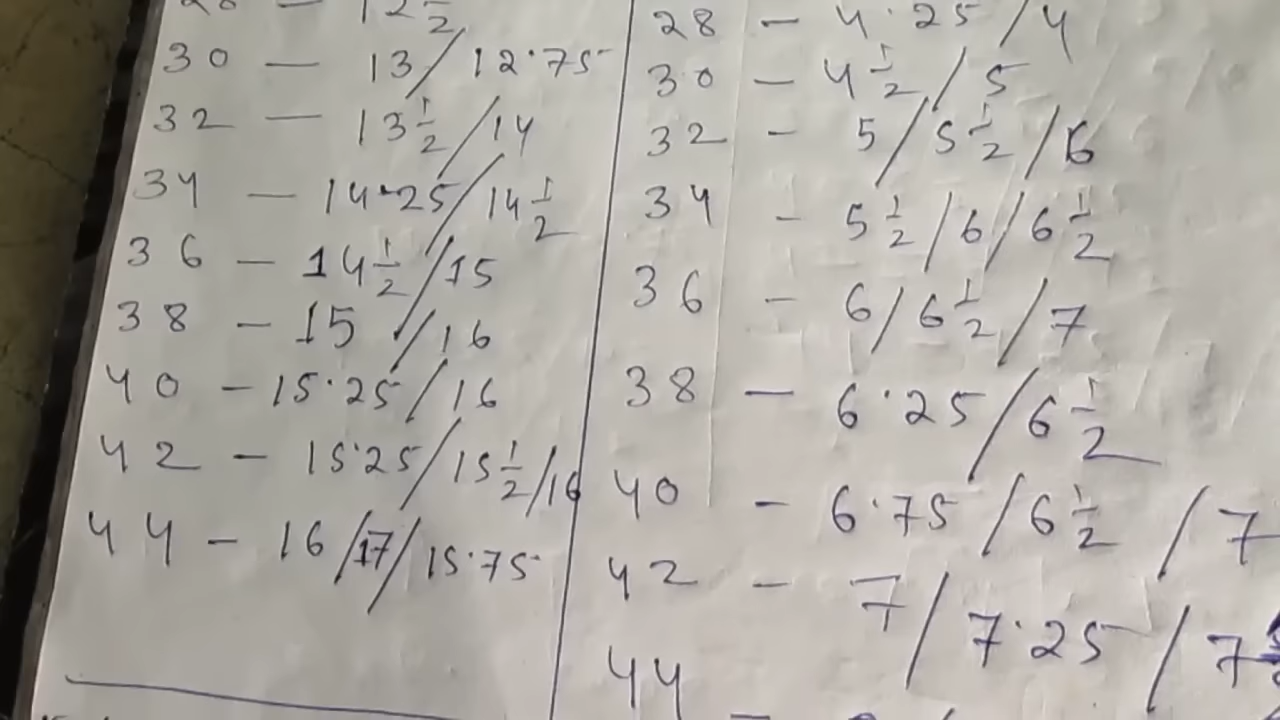 28 — 12½
30 — 13/12.75
32 — 13½/14
34 — 14.25/14½
36 — 14½/15
38 — 15/16
40 — 15.25/16
42 — 15.25/15½/16
44 — 16/17/15.75
28 — 4.25/4
30 — 4½/5
32 — 5/5½/6
34 — 5½/6/6½
36 — 6/6½/7
38 — 6.25/6½
40 — 6.75/6½/7
42 — 7/7.25/7
44 —